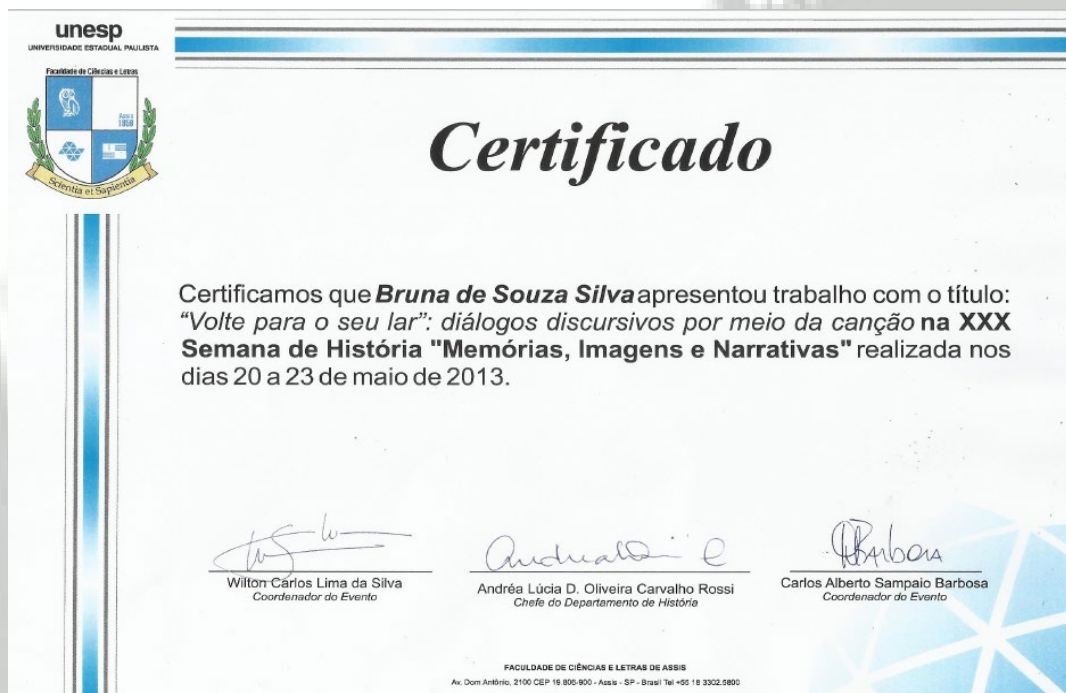 unesp
UNIVERSIDADE ESTADUAL PAULISTA
Faculdade de Ciências e Letras
Assis
1958
Scientia et Sapientia
Certificado
Certificamos que Bruna de Souza Silva apresentou trabalho com o título:
“Volte para o seu lar”: diálogos discursivos por meio da canção na XXX
Semana de História "Memórias, Imagens e Narrativas" realizada nos
dias 20 a 23 de maio de 2013.
Wilton Carlos Lima da Silva
Coordenador do Evento
Andréa Lúcia D. Oliveira Carvalho Rossi
Chefe do Departamento de História
Carlos Alberto Sampaio Barbosa
Coordenador do Evento
FACULDADE DE CIÊNCIAS E LETRAS DE ASSIS
Av. Dom Antônio, 2100 CEP 19.806-900 - Assis - SP - Brasil Tel +55 18 3302.5800